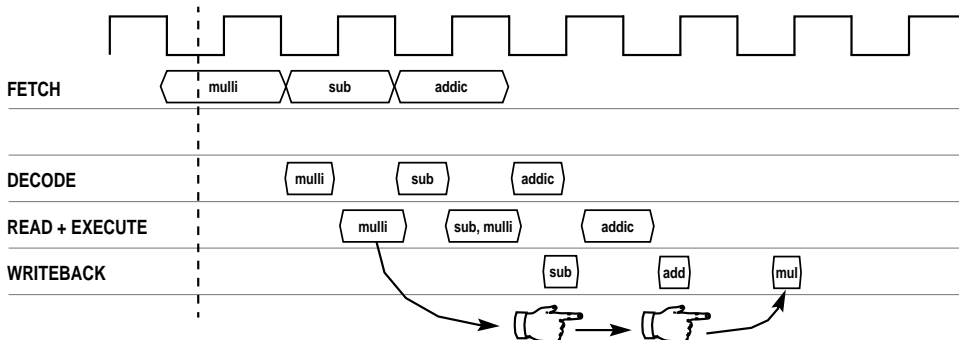 FETCH mulli sub addic
DECODE mulli sub addic
READ + EXECUTE mulli sub, mulli addic
WRITEBACK sub add mul